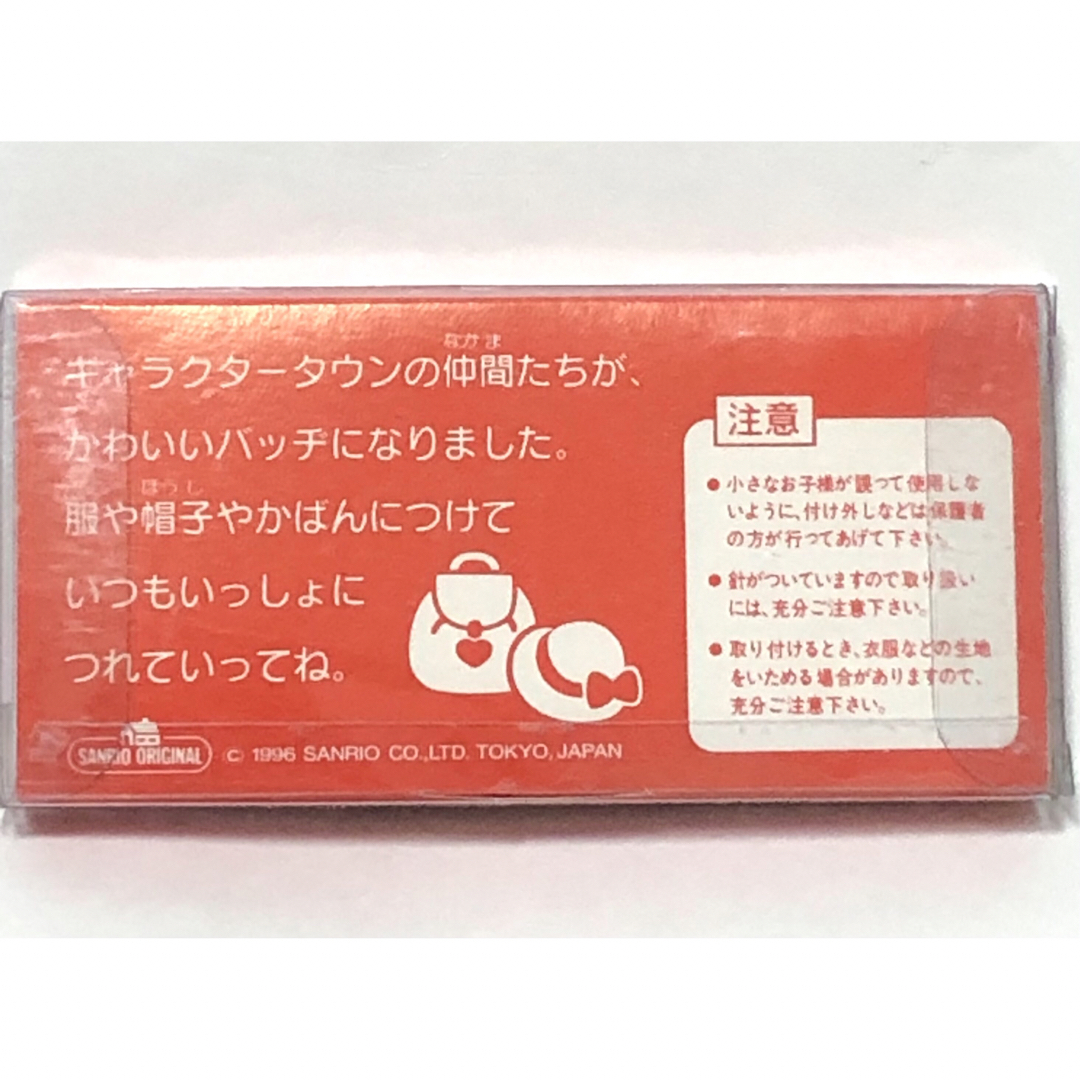 なかま
キャラクタータウンの仲間たちが、
かわいいバッヂになりました。
ぼうし
服や帽子やかばんにつけて
いつもいっしょに
つれていってね。
SANRIO ORIGINAL
© 1996 SANRIO CO.,LTD. TOKYO, JAPAN
注意
●小さなお子様が誤って使用しな
いように、付け外しなどは保護者
の方が行ってあげて下さい。
●針がついていますので取り扱い
には、充分ご注意下さい。
●取り付けるとき、衣服などの生地
をいためる場合がありますので、
充分ご注意下さい。